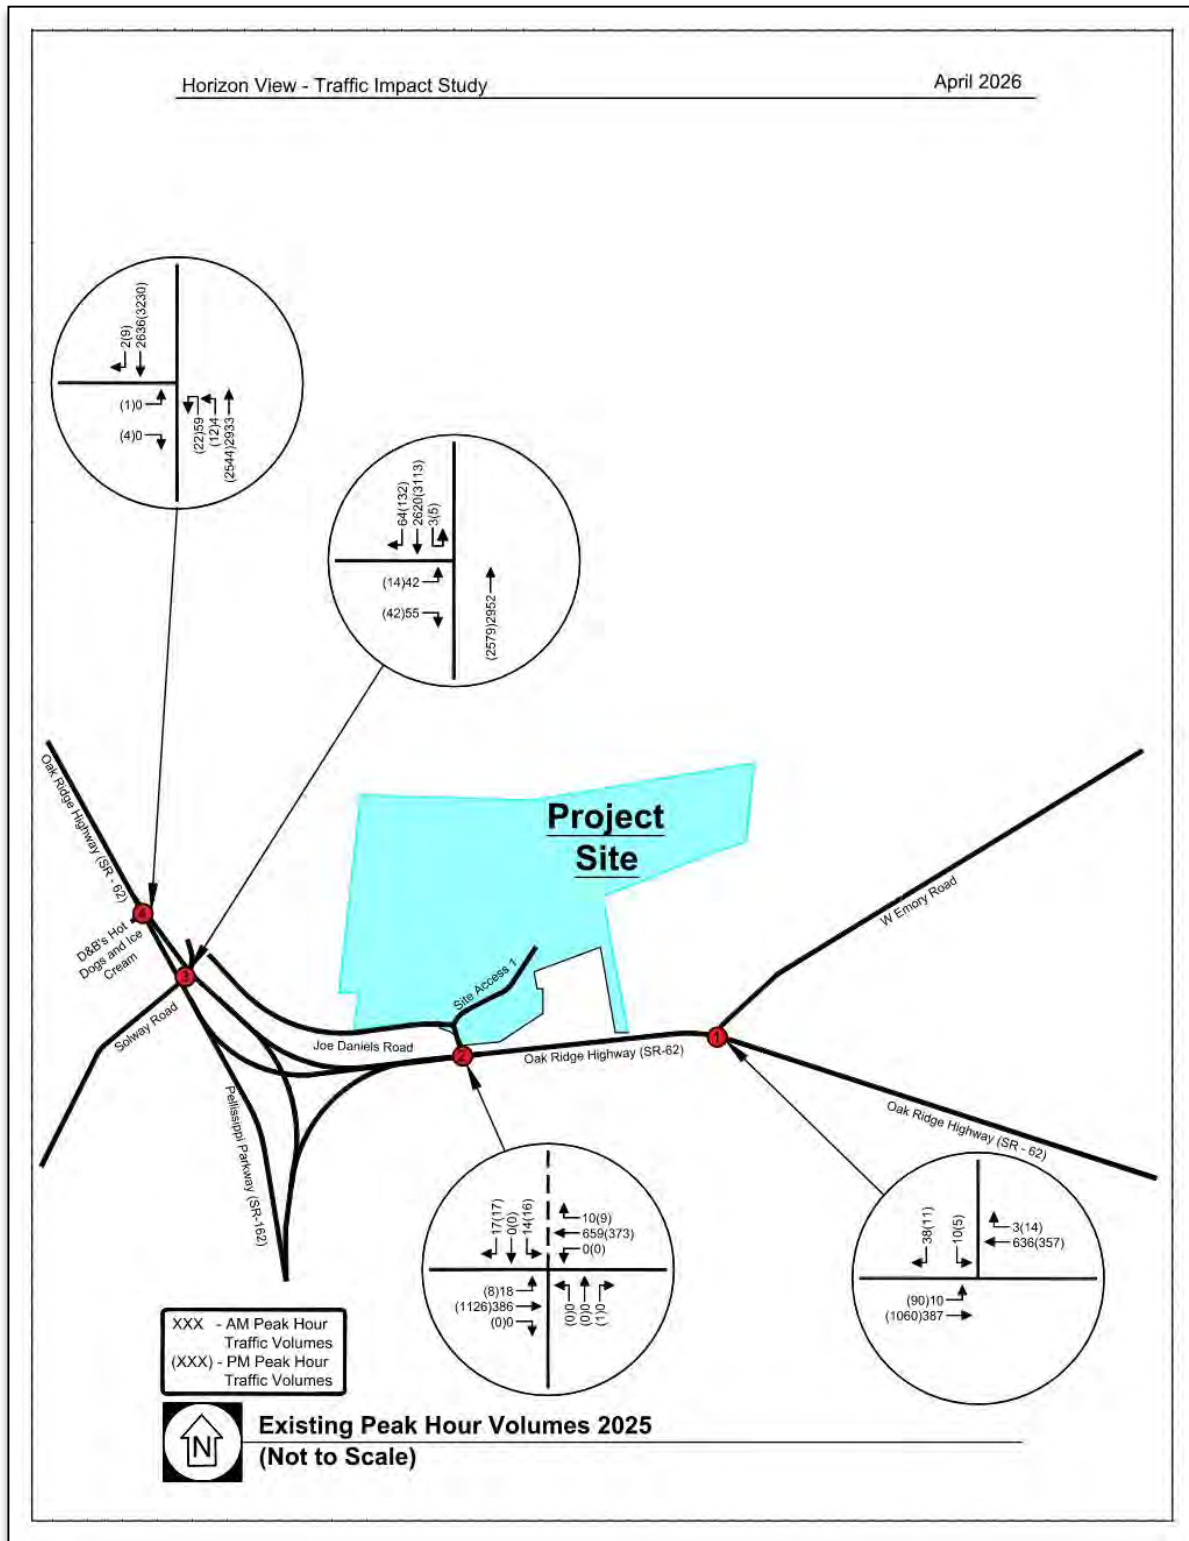 Horizon View - Traffic Impact Study
April 2026
2(9)
2636(3230)
(1)0
(4)0
(22)59
(12)4
(2544)2933
64(132)
2620(3113)
3(5)
(14)42
(42)55
(2579)2952
Project
Site
Oak Ridge Highway (SR - 62)
W Emory Road
4
D&B's Hot
Dogs and Ice
Cream
3
Solway Road
Site Access 1
Joe Daniels Road
2
Oak Ridge Highway (SR-62)
1
Pellissippi Parkway (SR-162)
Oak Ridge Highway (SR - 62)
17(17)
0(0)
14(16)
10(9)
659(373)
0(0)
(8)18
(1126)386
(0)0
(0)0
(0)0
(1)0
38(11)
10(5)
3(14)
636(357)
(90)10
(1060)387
XXX - AM Peak Hour
Traffic Volumes
(XXX) - PM Peak Hour
Traffic Volumes
N
Existing Peak Hour Volumes 2025
(Not to Scale)